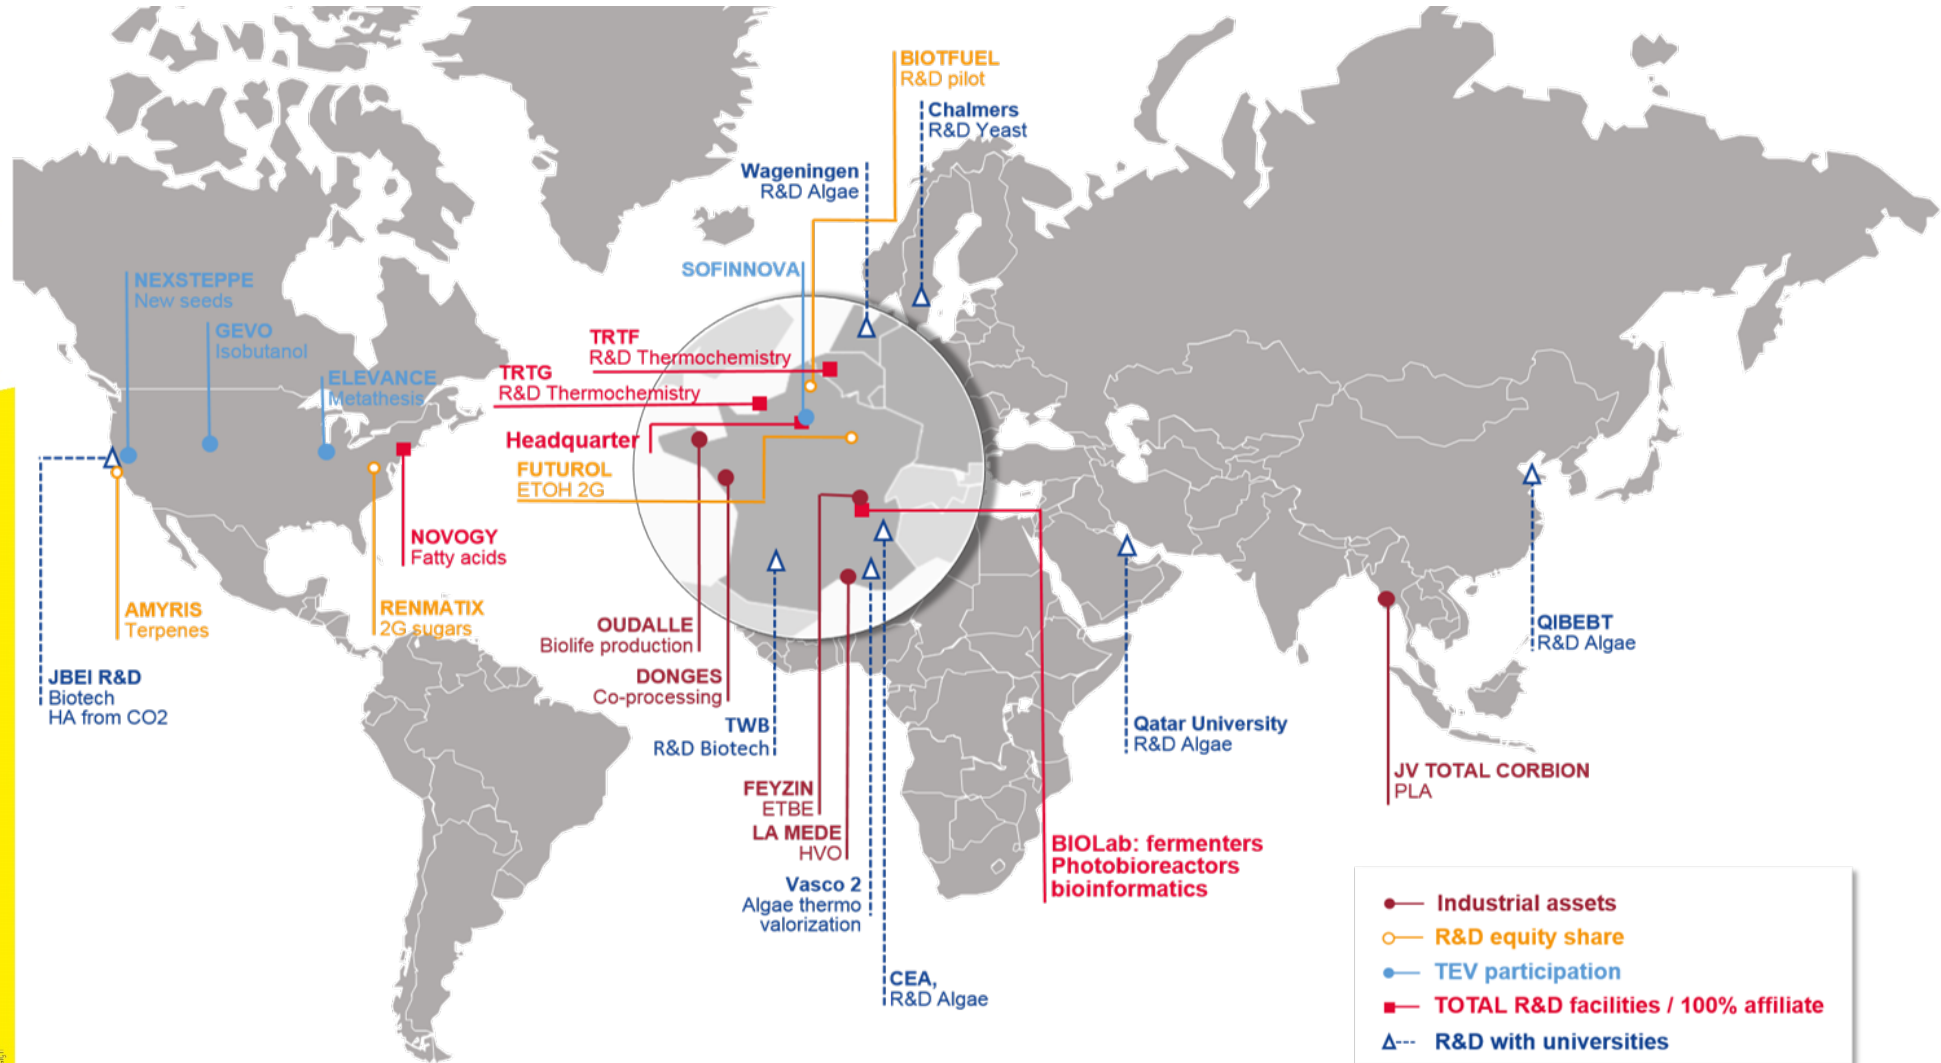 BIOTFUEL
R&D pilot
Chalmers
R&D Yeast
Wageningen
R&D Algae
SOFINNOVA
NEXSTEPPE
New seeds
GEVO
Isobutanol
ELEVANCE
Metathesis
TRTF
R&D Thermochemistry
TRTG
R&D Thermochemistry
Headquarter
FUTUROL
ETOH 2G
NOVOGY
Fatty acids
AMYRIS
Terpenes
RENMATIX
2G sugars
JBEI R&D
Biotech
HA from CO2
OUDALLE
Biolife production
DONGES
Co-processing
TWB
R&D Biotech
FEYZIN
ETBE
LA MEDE
HVO
Vasco 2
Algae thermo
valorization
CEA,
R&D Algae
BIOLab: fermenters
Photobioreactors
bioinformatics
Qatar University
R&D Algae
QIBEBT
R&D Algae
JV TOTAL CORBION
PLA
Industrial assets
R&D equity share
TEV participation
TOTAL R&D facilities / 100% affiliate
R&D with universities